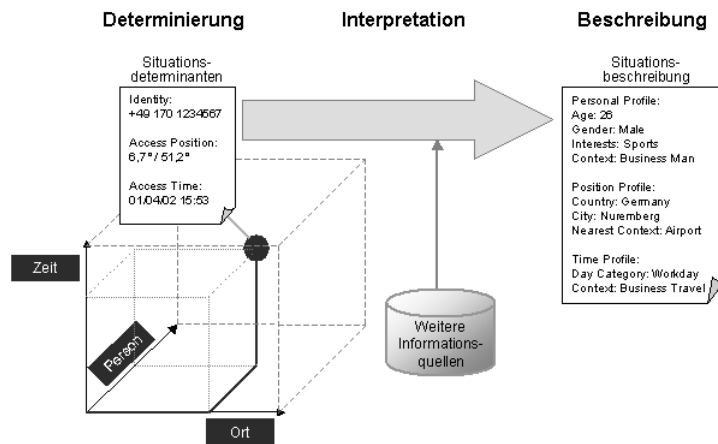 Determinierung
Interpretation
Beschreibung
Situations-
determinanten
Identity:
+49 170 1234567
Access Position:
6,7° / 51,2°
Access Time:
01/04/02 15:53
Situations-
beschreibung
Personal Profile:
Age: 26
Gender: Male
Interests: Sports
Context: Business Man
Position Profile:
Country: Germany
City: Nuremberg
Nearest Context: Airport
Time Profile:
Day Category: Workday
Context: Business Travel
Zeit
Person
Ort
Weitere
Informations-
quellen